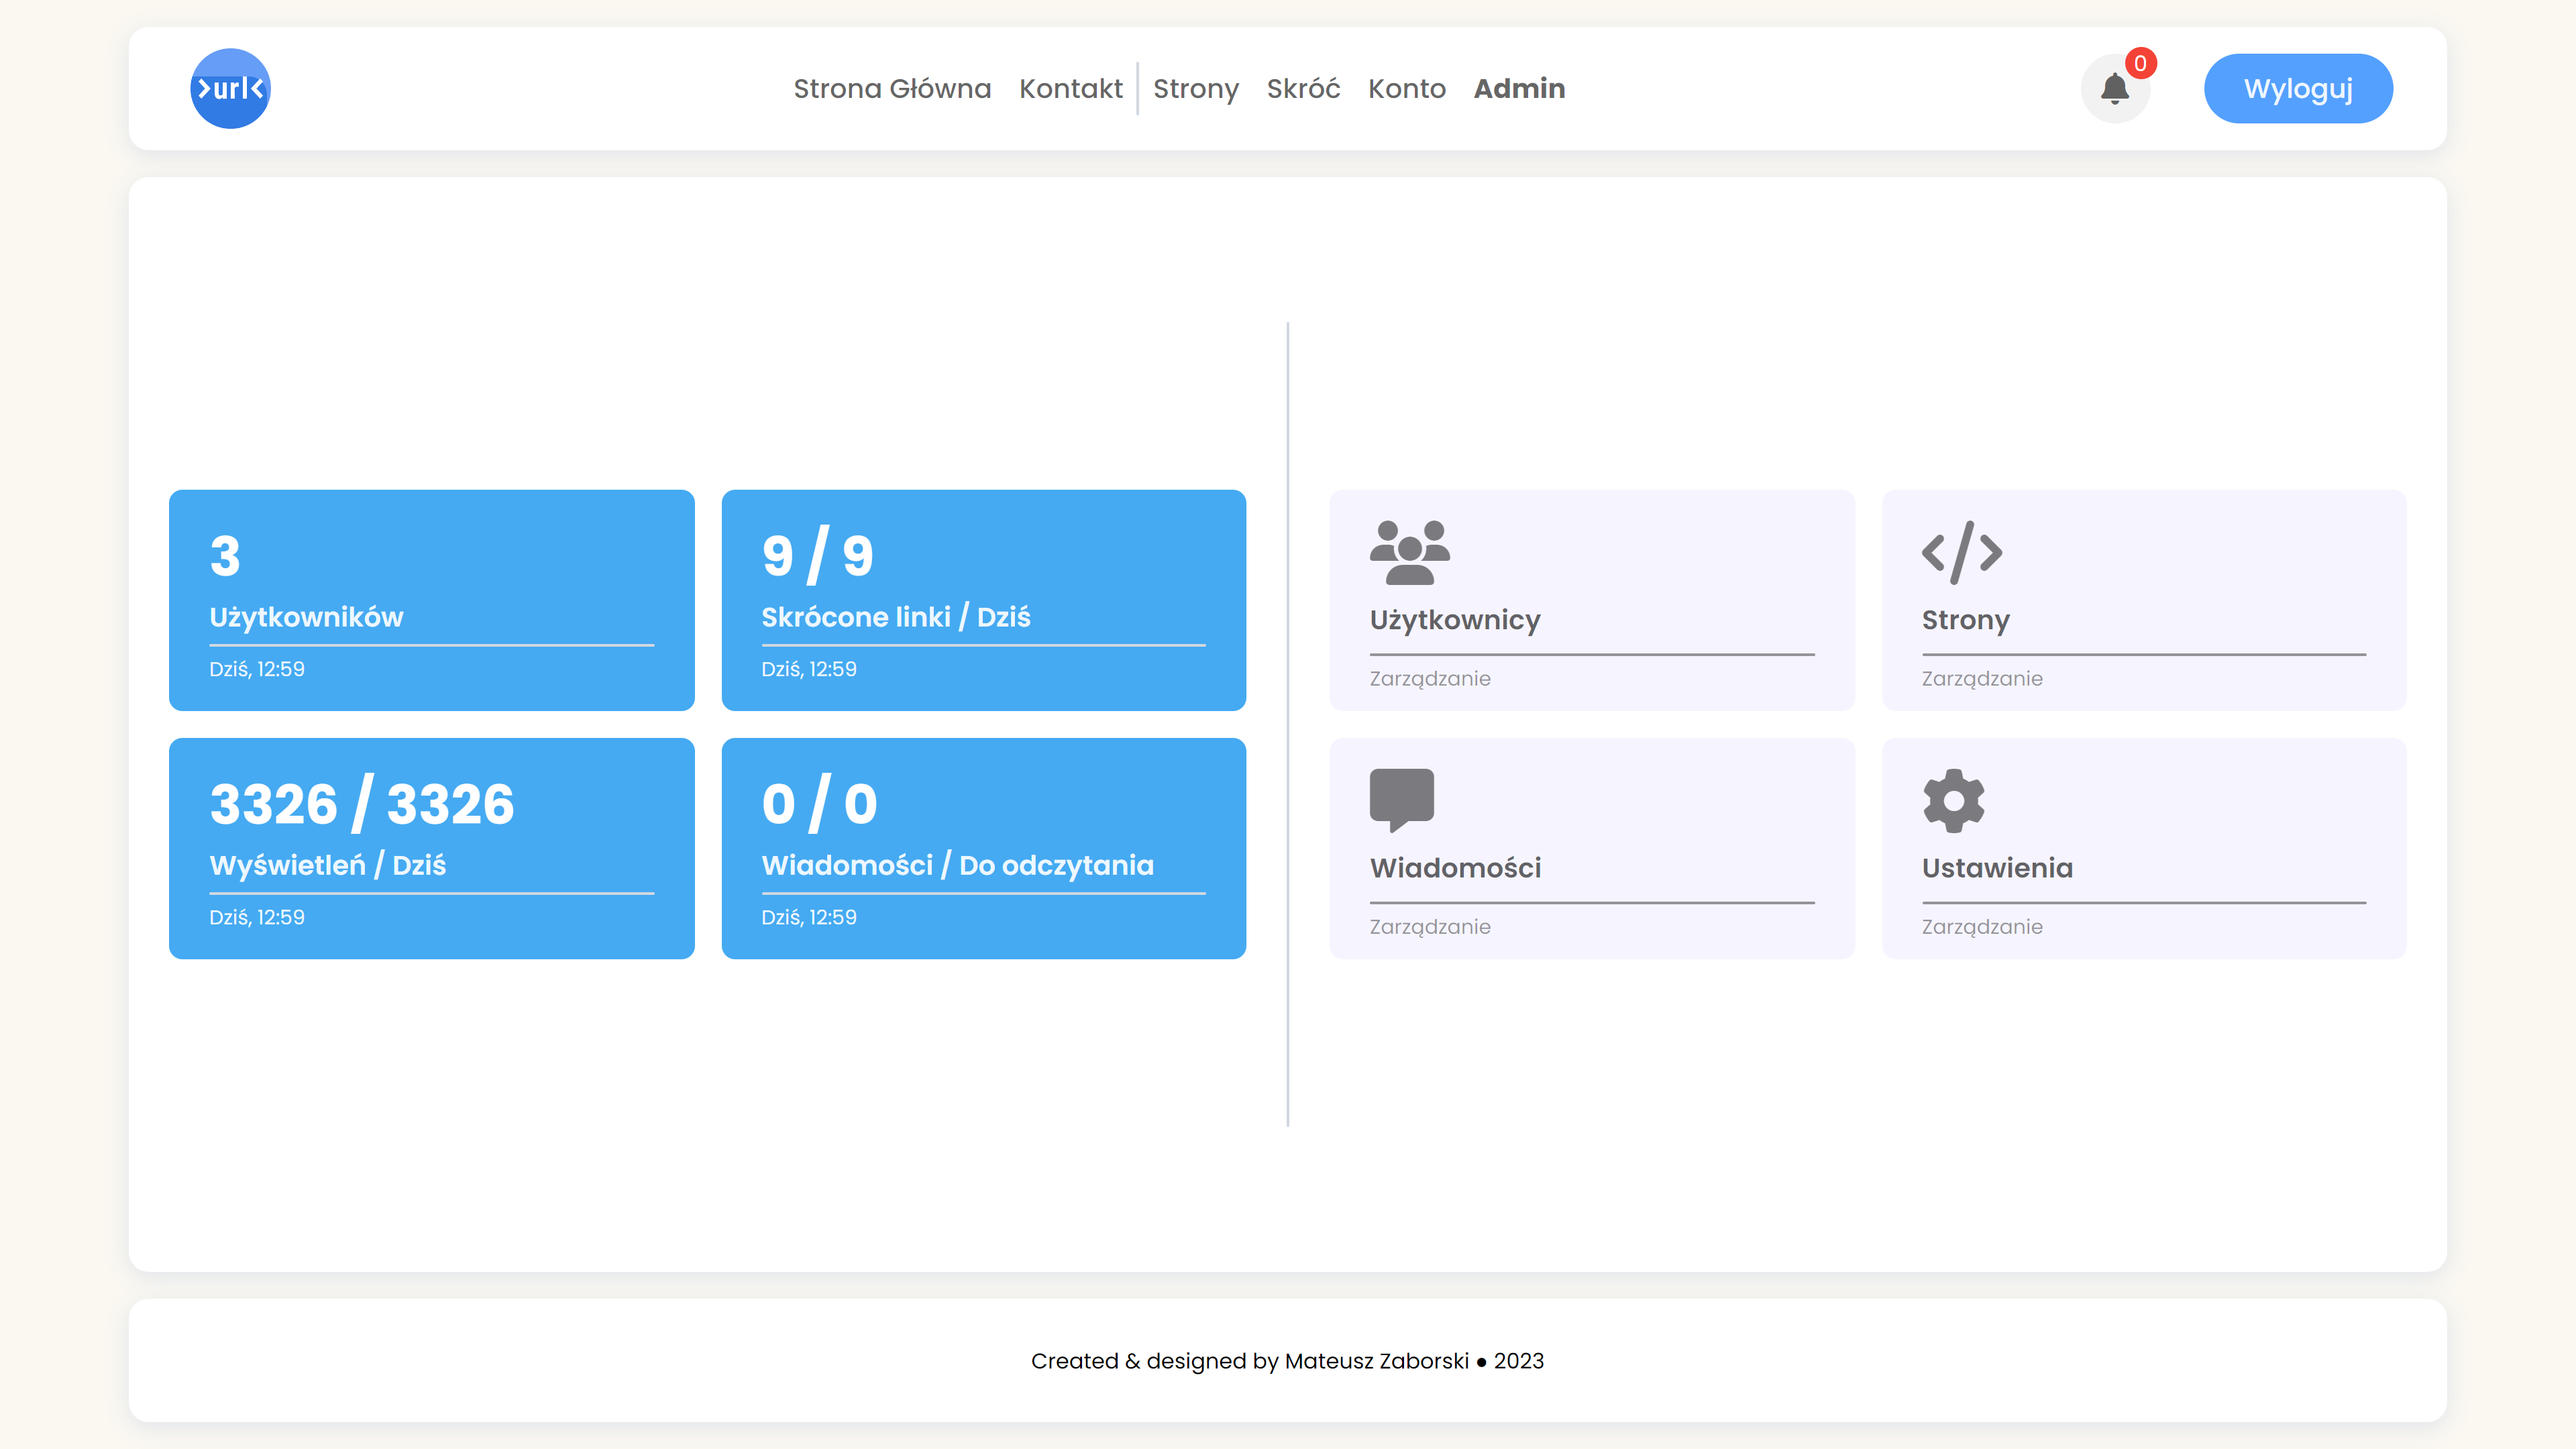 >url<
Strona Główna Kontakt Strony Skróć Konto Admin
0
Wyloguj
3
Użytkowników
Dziś, 12:59
9 / 9
Skrócone linki / Dziś
Dziś, 12:59
3326 / 3326
Wyświetleń / Dziś
Dziś, 12:59
0 / 0
Wiadomości / Do odczytania
Dziś, 12:59
Użytkownicy
Zarządzanie
</>
Strony
Zarządzanie
Wiadomości
Zarządzanie
Ustawienia
Zarządzanie
Created & designed by Mateusz Zaborski ● 2023